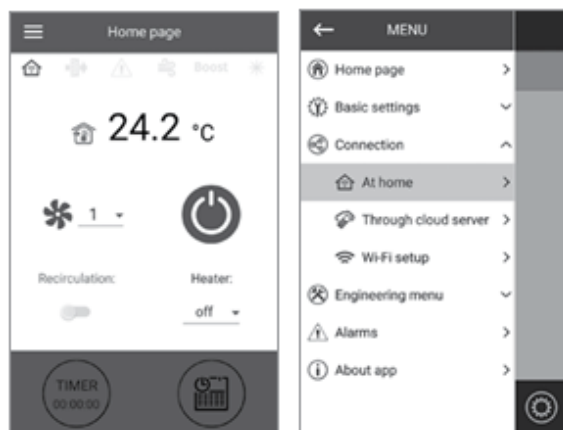 Home page
Boost
24.2 °C
1
Recirculation:
Heater:
off
TIMER
00:00:00
MENU
Home page
Basic settings
Connection
At home
Through cloud server
Wi-Fi setup
Engineering menu
Alarms
About app